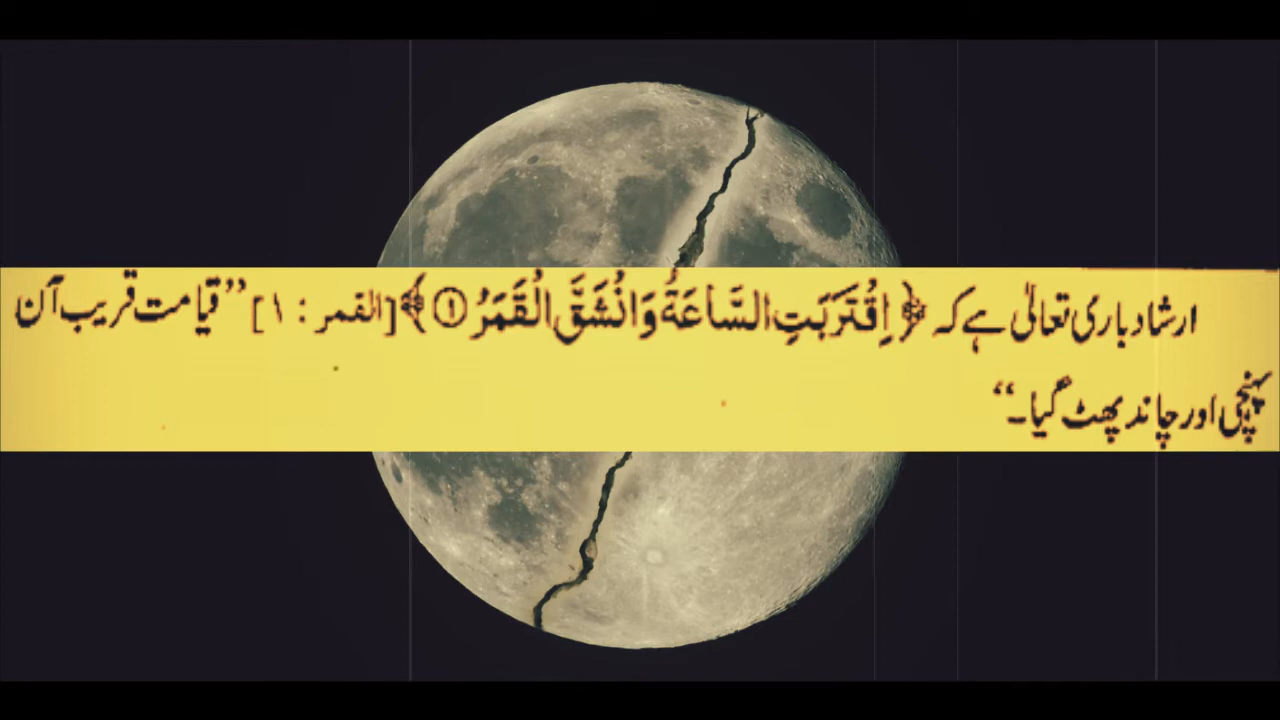 ارشاد باری تعالیٰ ہے کہ ﴿اِقْتَرَبَتِ السَّاعَةُ وَانْشَقَّ الْقَمَرُ ①﴾ [القمر : ١] ”قیامت قریب آن
پہنچی اور چاند پھٹ گیا۔“